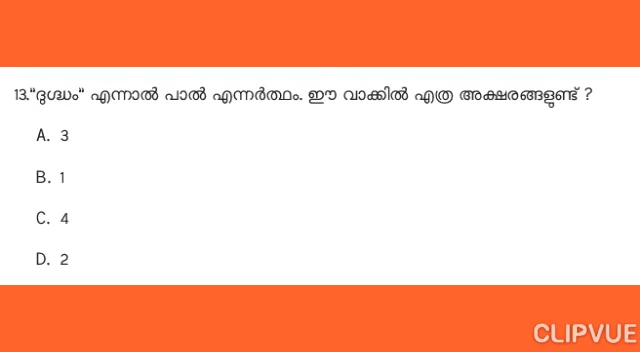 13."ദുഗ്ദ്ധം" എന്നാൽ പാൽ എന്നർത്ഥം. ഈ വാക്കിൽ എത്ര അക്ഷരങ്ങളുണ്ട് ?
A. 3
B. 1
C. 4
D. 2
CLIPVUE